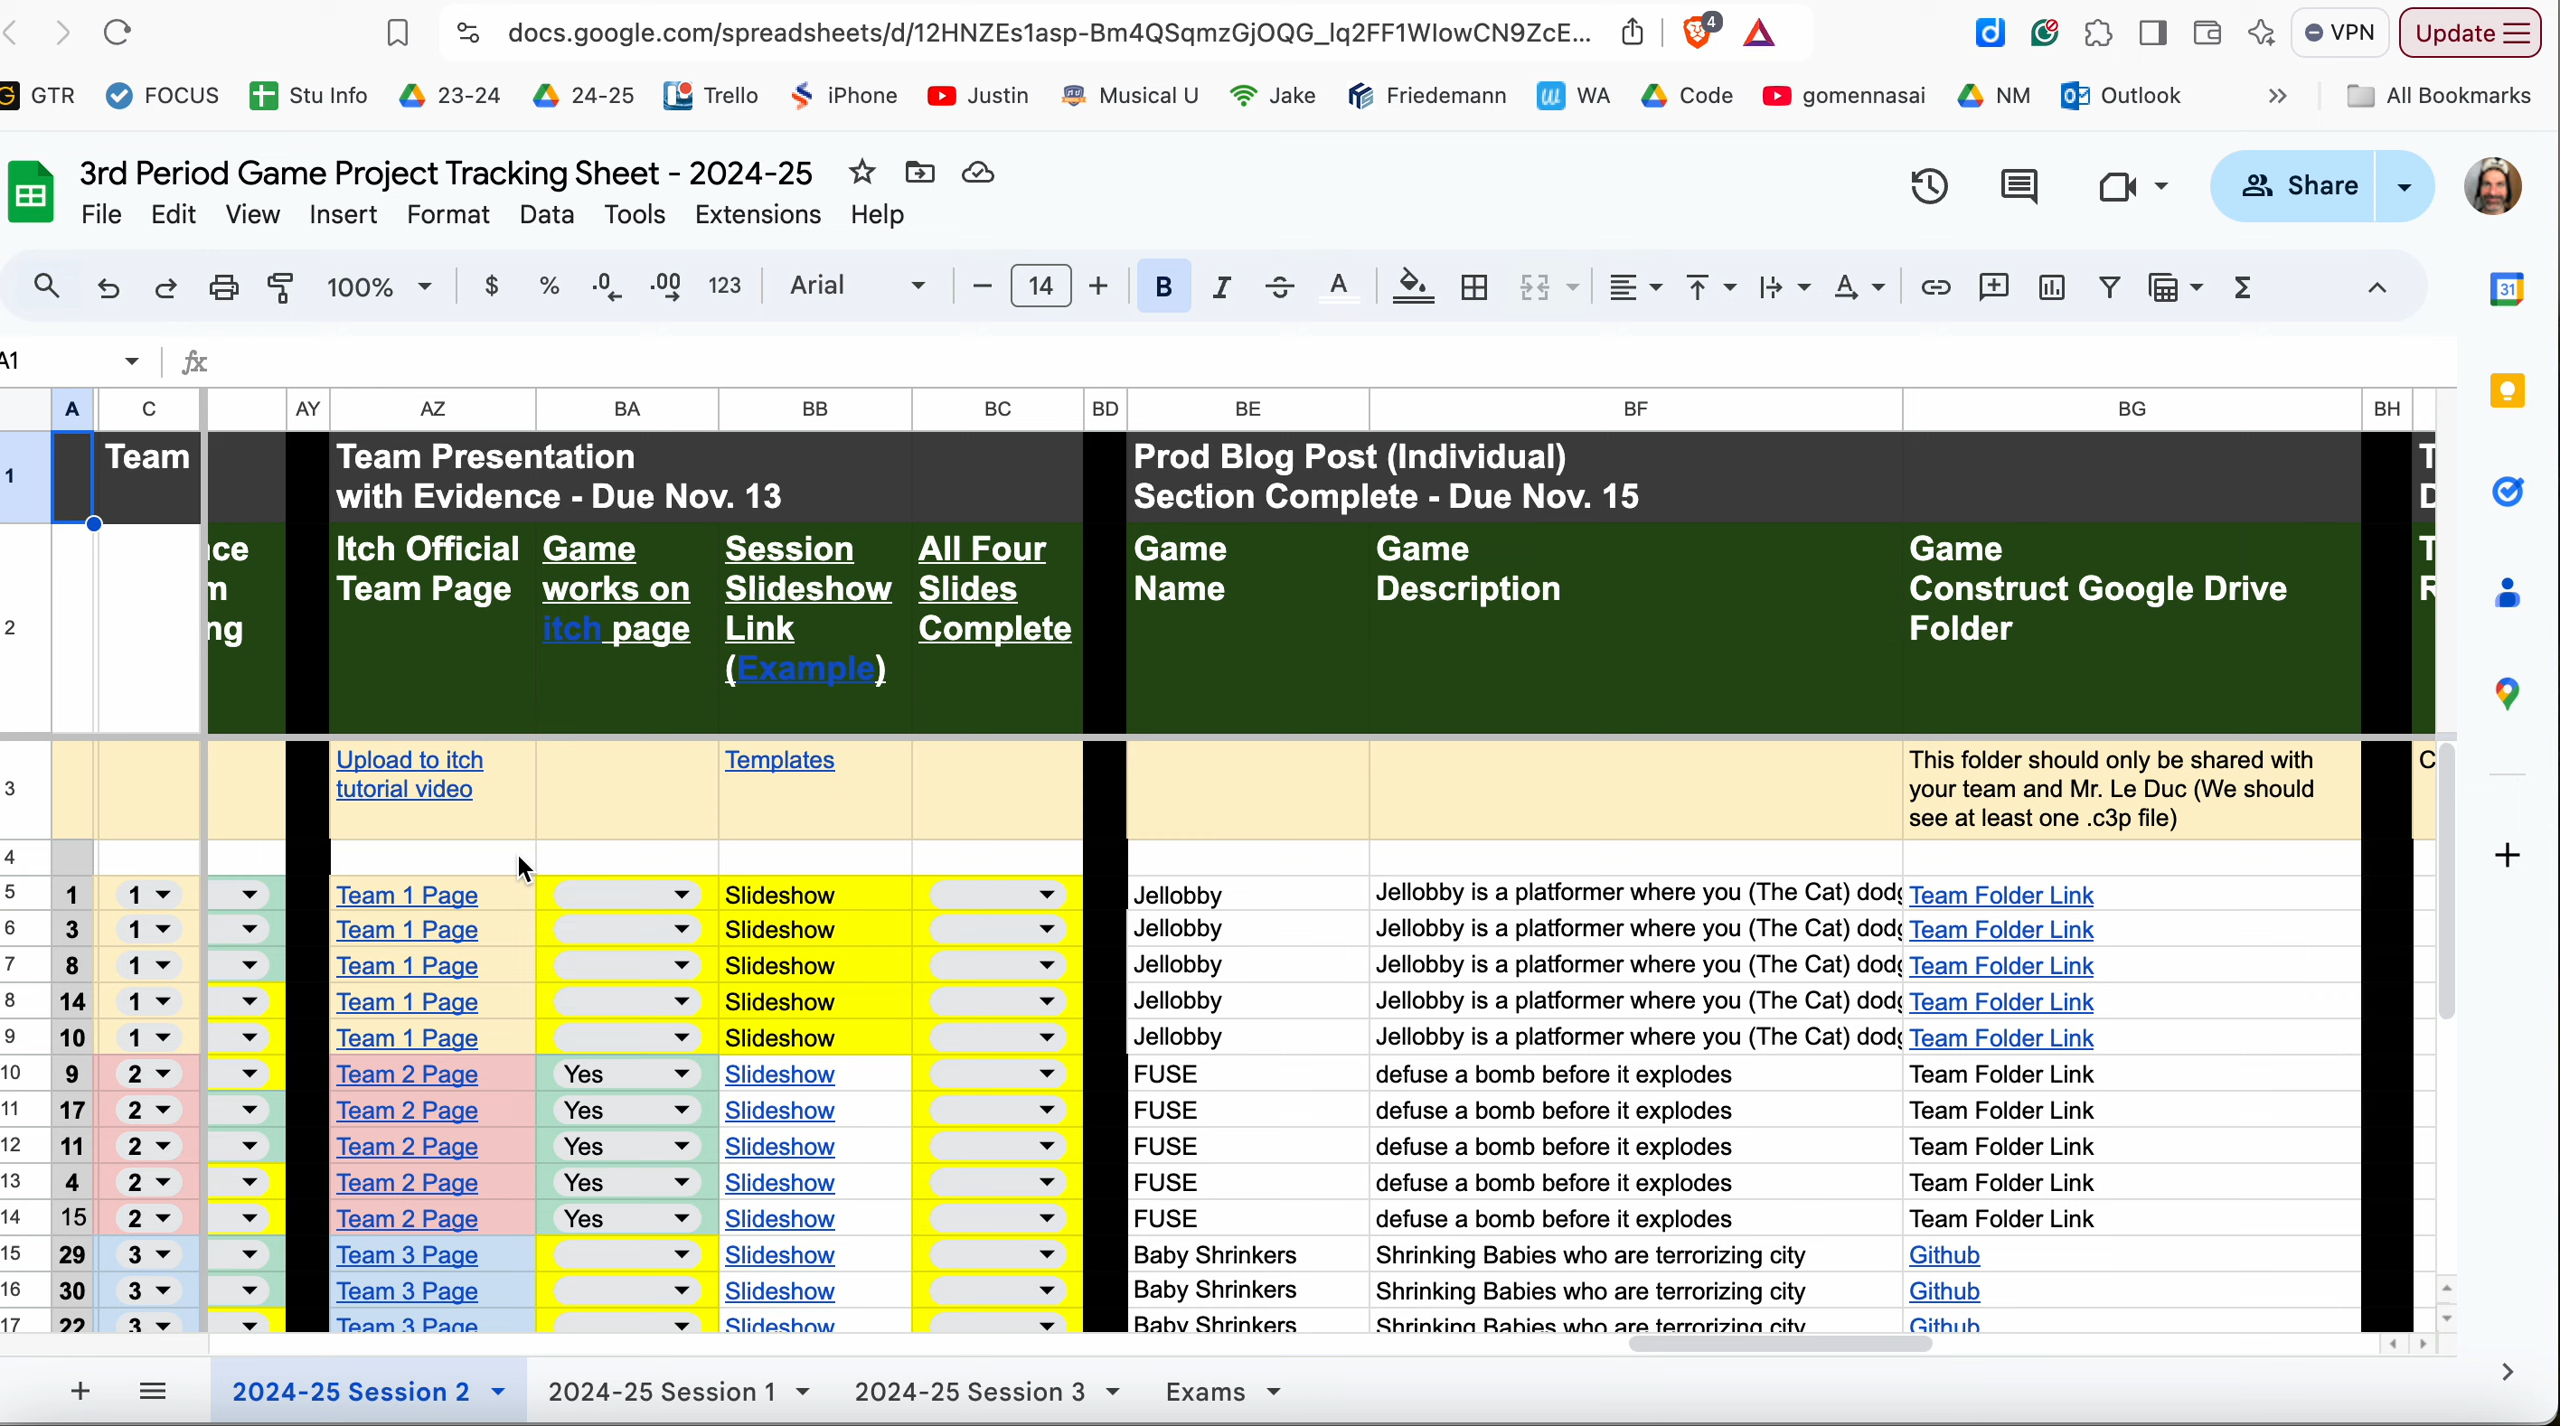 docs.google.com/spreadsheets/d/12HNZEs1asp-Bm4QSqmzGjOQG_Iq2FF1WIowCN9ZcE...
4
VPN
Update
GTR
FOCUS
Stu Info
23-24
24-25
Trello
iPhone
Justin
Musical U
Jake
Friedemann
WA
Code
gomennasai
NM
Outlook
All Bookmarks
3rd Period Game Project Tracking Sheet - 2024-25
File Edit View Insert Format Data Tools Extensions Help
Share
100% $ % .0 .00 123 Arial 14 B I A
31
A1 fx
A C AY AZ BA BB BC BD BE BF BG BH
1 Team
Team Presentation
with Evidence - Due Nov. 13
Prod Blog Post (Individual)
Section Complete - Due Nov. 15
2
Itch Official
Team Page
Game
works on
itch page
Session
Slideshow
Link
(Example)
All Four
Slides
Complete
Game
Name
Game
Description
Game
Construct Google Drive
Folder
3
Upload to itch
tutorial video
Templates
This folder should only be shared with
your team and Mr. Le Duc (We should
see at least one .c3p file)
4
5 1 1 Team 1 Page Slideshow Jellobby Jellobby is a platformer where you (The Cat) Team Folder Link
6 3 1 Team 1 Page Slideshow Jellobby Jellobby is a platformer where you (The Cat) Team Folder Link
7 8 1 Team 1 Page Slideshow Jellobby Jellobby is a platformer where you (The Cat) Team Folder Link
8 14 1 Team 1 Page Slideshow Jellobby Jellobby is a platformer where you (The Cat) Team Folder Link
9 10 1 Team 1 Page Slideshow Jellobby Jellobby is a platformer where you (The Cat) Team Folder Link
10 9 2 Team 2 Page Yes Slideshow FUSE defuse a bomb before it explodes Team Folder Link
11 17 2 Team 2 Page Yes Slideshow FUSE defuse a bomb before it explodes Team Folder Link
12 11 2 Team 2 Page Yes Slideshow FUSE defuse a bomb before it explodes Team Folder Link
13 4 2 Team 2 Page Yes Slideshow FUSE defuse a bomb before it explodes Team Folder Link
14 15 2 Team 2 Page Yes Slideshow FUSE defuse a bomb before it explodes Team Folder Link
15 29 3 Team 3 Page Slideshow Baby Shrinkers Shrinking Babies who are terrorizing city Github
16 30 3 Team 3 Page Slideshow Baby Shrinkers Shrinking Babies who are terrorizing city Github
17 22 3 Team 3 Page Slideshow Baby Shrinkers Shrinking Babies who are terrorizing city Github
2024-25 Session 2
2024-25 Session 1
2024-25 Session 3
Exams